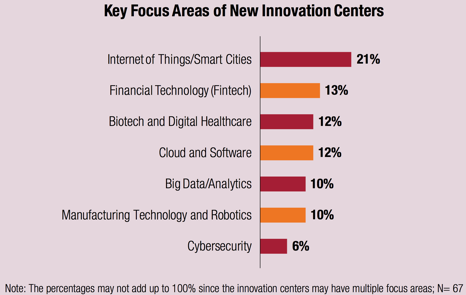 Key Focus Areas of New Innovation Centers
Internet of Things/Smart Cities 21%
Financial Technology (Fintech) 13%
Biotech and Digital Healthcare 12%
Cloud and Software 12%
Big Data/Analytics 10%
Manufacturing Technology and Robotics 10%
Cybersecurity 6%
Note: The percentages may not add up to 100% since the innovation centers may have multiple focus areas; N= 67